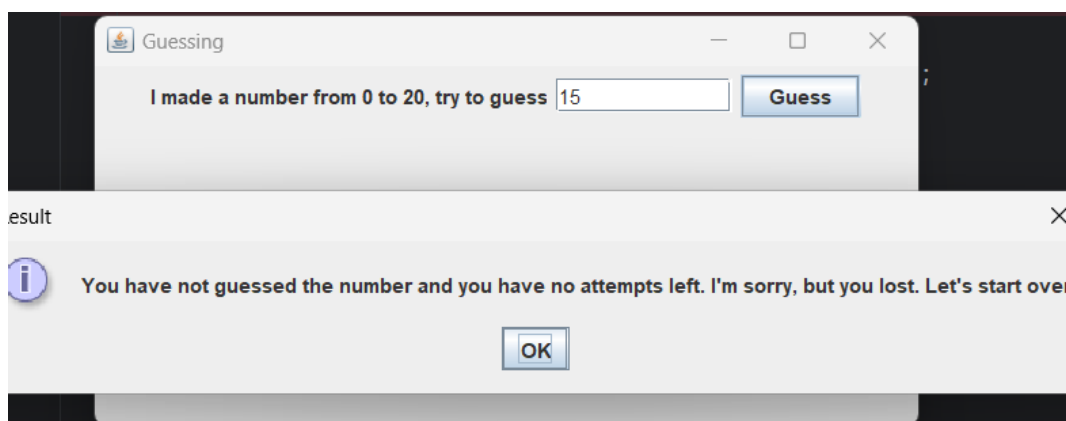 Guessing
;
I made a number from 0 to 20, try to guess 15 Guess
esult
You have not guessed the number and you have no attempts left. I'm sorry, but you lost. Let's start over
OK